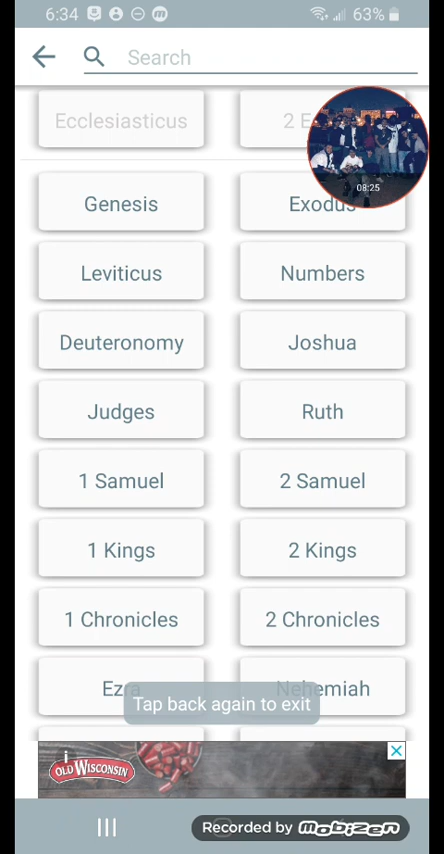 6:34 63%
Search
Ecclesiasticus 2 E
08:25
Genesis Exodus
Leviticus Numbers
Deuteronomy Joshua
Judges Ruth
1 Samuel 2 Samuel
1 Kings 2 Kings
1 Chronicles 2 Chronicles
Ezra Nehemiah
Tap back again to exit
OLD WISCONSIN
Recorded by Mobizen